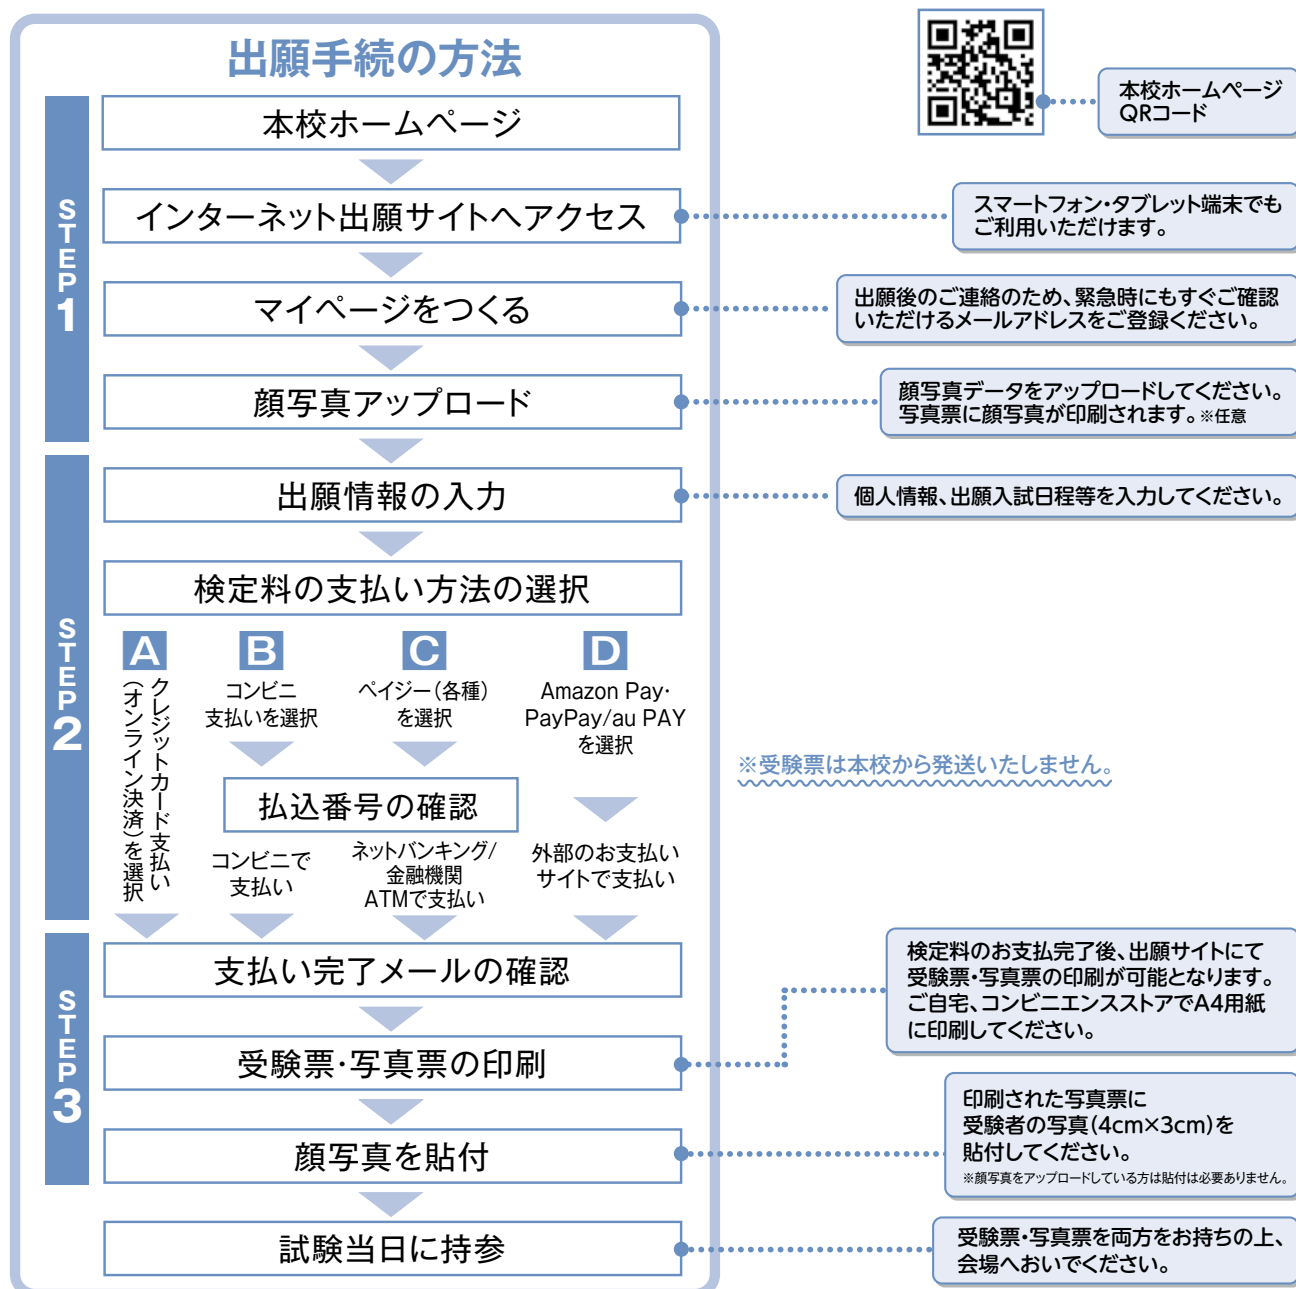 出願手続の方法
本校ホームページ
QRコード
STEP1
本校ホームページ
インターネット出願サイトへアクセス
スマートフォン・タブレット端末でも
ご利用いただけます。
マイページをつくる
出願後のご連絡のため、緊急時にもすぐご確認
いただけるメールアドレスをご登録ください。
顔写真アップロード
顔写真データをアップロードしてください。
写真票に顔写真が印刷されます。※任意
STEP2
出願情報の入力
個人情報、出願入試日程等を入力してください。
検定料の支払い方法の選択
A
クレジットカード支払い
(オンライン決済)を選択
B
コンビニ
支払いを選択
C
ペイジー(各種)
を選択
D
Amazon Pay・
PayPay/au PAY
を選択
払込番号の確認
コンビニで
支払い
ネットバンキング/
金融機関
ATMで支払い
外部のお支払い
サイトで支払い
※受験票は本校から発送いたしません。
STEP3
支払い完了メールの確認
受験票・写真票の印刷
検定料のお支払完了後、出願サイトにて
受験票・写真票の印刷が可能となります。
ご自宅、コンビニエンスストアでA4用紙
に印刷してください。
顔写真を貼付
印刷された写真票に
受験者の写真(4cm×3cm)を
貼付してください。
※顔写真をアップロードしている方は貼付は必要ありません。
試験当日に持参
受験票・写真票を両方をお持ちの上、
会場へおいでください。